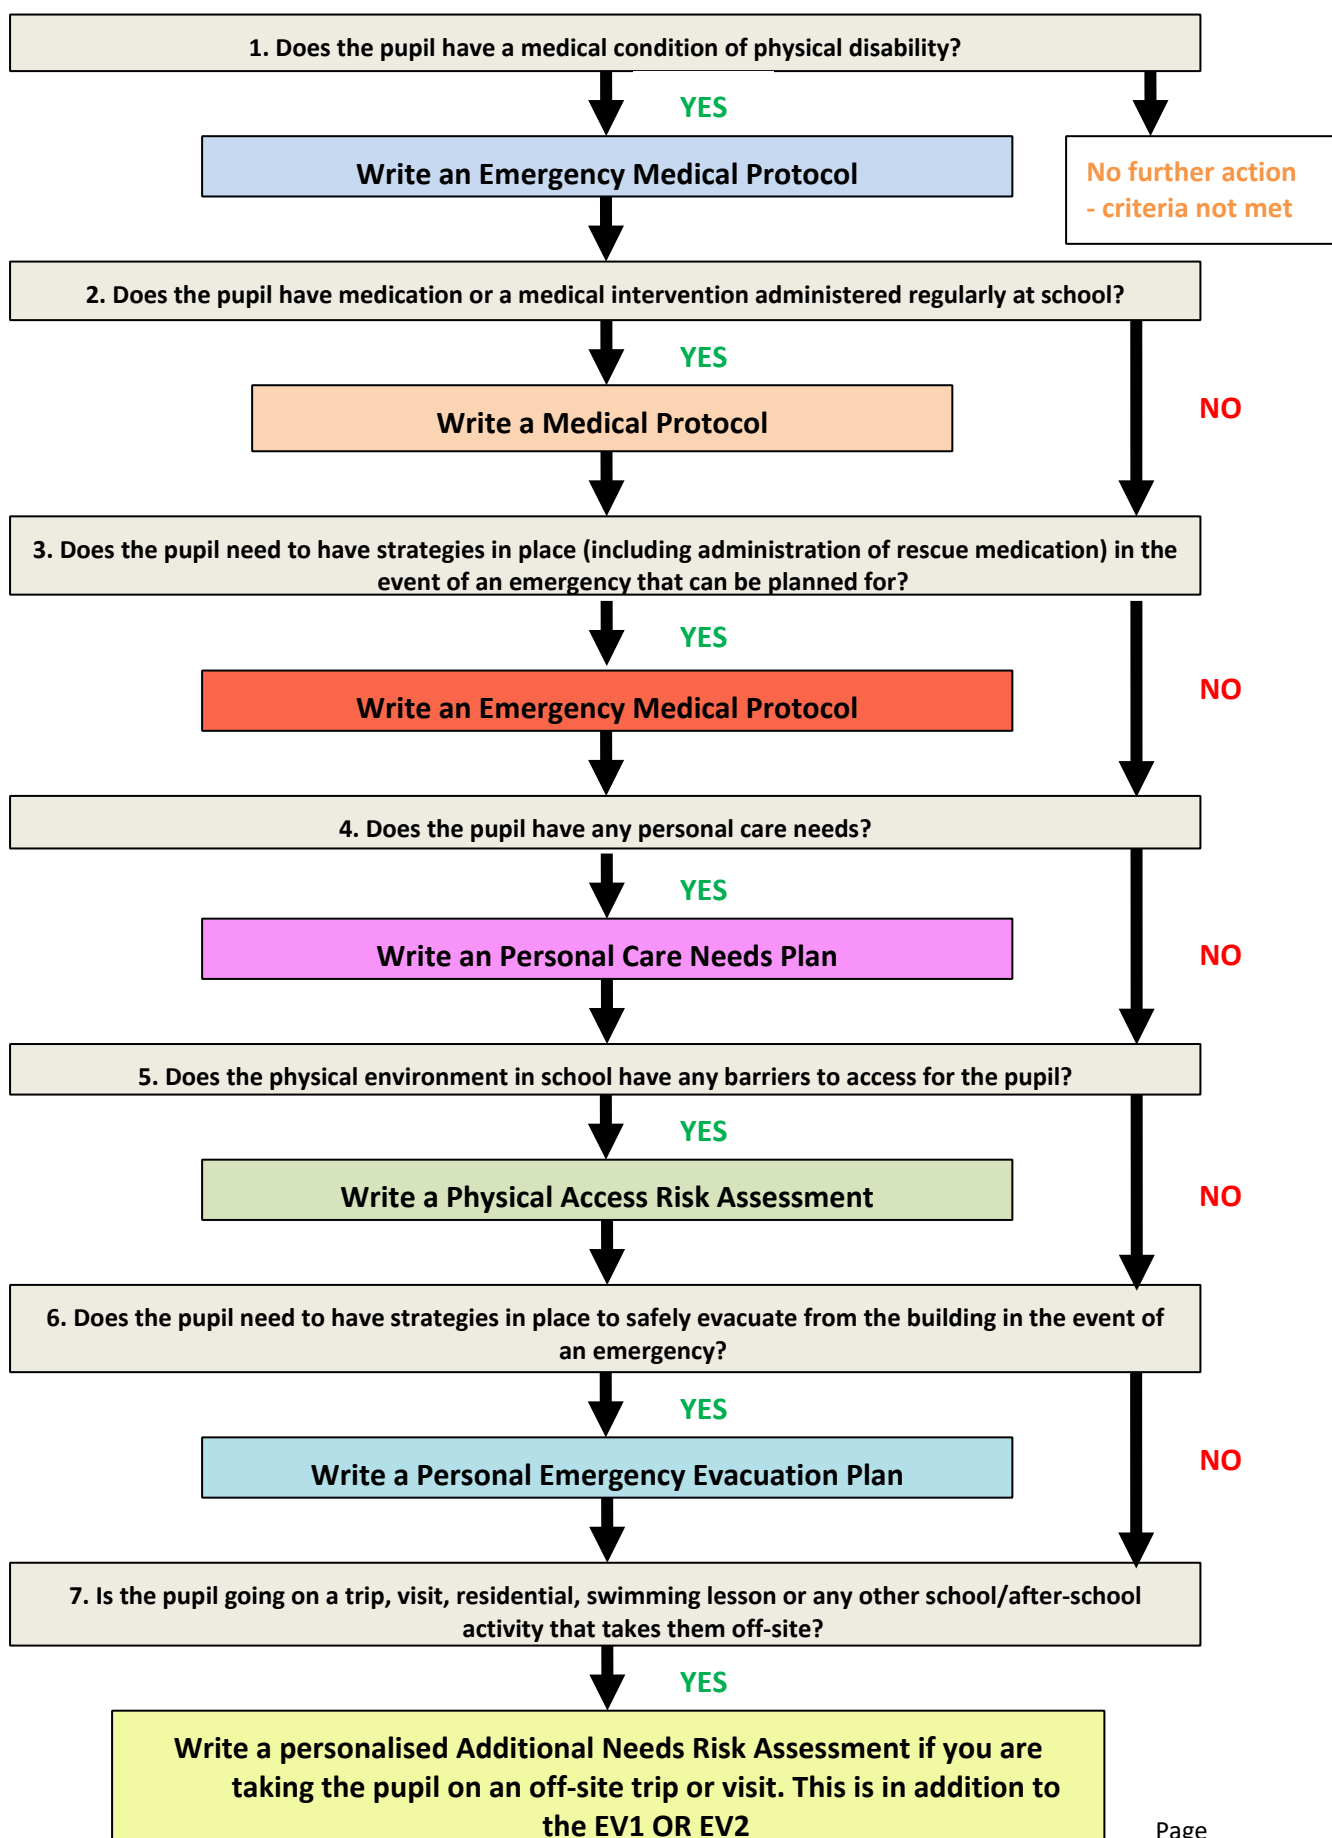 1. Does the pupil have a medical condition of physical disability?
YES
Write an Emergency Medical Protocol
No further action
- criteria not met
2. Does the pupil have medication or a medical intervention administered regularly at school?
YES
Write a Medical Protocol
NO
3. Does the pupil need to have strategies in place (including administration of rescue medication) in the
event of an emergency that can be planned for?
YES
Write an Emergency Medical Protocol
NO
4. Does the pupil have any personal care needs?
YES
Write an Personal Care Needs Plan
NO
5. Does the physical environment in school have any barriers to access for the pupil?
YES
Write a Physical Access Risk Assessment
NO
6. Does the pupil need to have strategies in place to safely evacuate from the building in the event of
an emergency?
YES
Write a Personal Emergency Evacuation Plan
NO
7. Is the pupil going on a trip, visit, residential, swimming lesson or any other school/after-school
activity that takes them off-site?
YES
Write a personalised Additional Needs Risk Assessment if you are
taking the pupil on an off-site trip or visit. This is in addition to
the EV1 OR EV2
Page